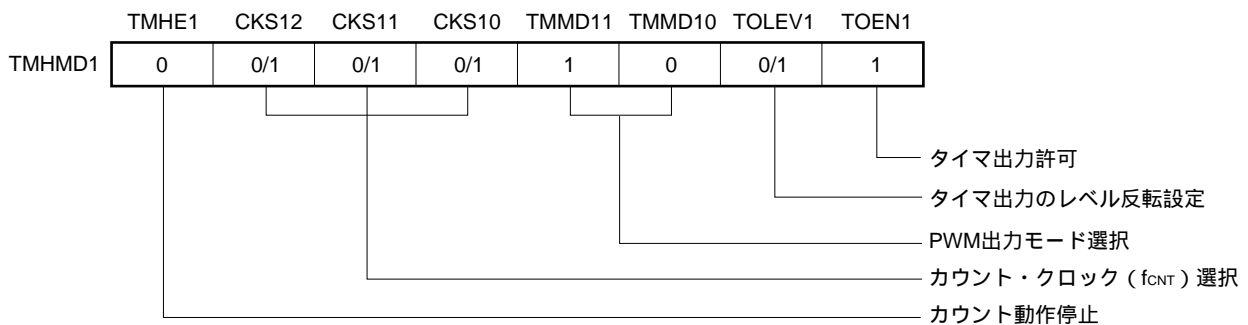 TMHE1 CKS12 CKS11 CKS10 TMMD11 TMMD10 TOLEV1 TOEN1
TMHMD1 0 0/1 0/1 0/1 1 0 0/1 1
タイマ出力許可
タイマ出力のレベル反転設定
PWM出力モード選択
カウント・クロック（fCNT）選択
カウント動作停止